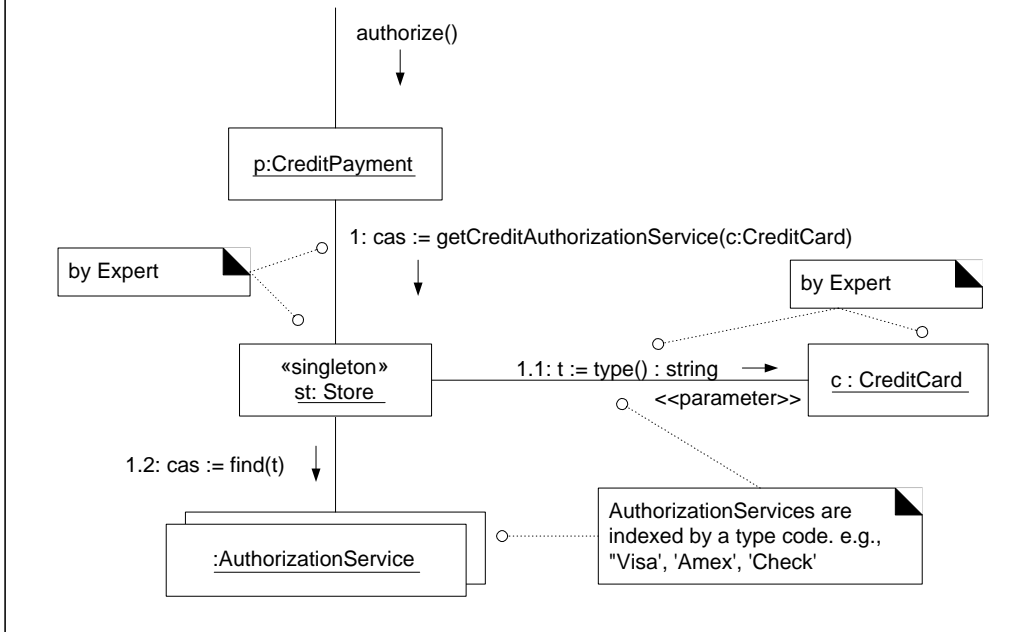 authorize()
p:CreditPayment
1: cas := getCreditAuthorizationService(c:CreditCard)
by Expert
by Expert
«singleton»
st: Store
1.1: t := type() : string
<<parameter>>
c : CreditCard
1.2: cas := find(t)
:AuthorizationService
AuthorizationServices are
indexed by a type code. e.g.,
"Visa', 'Amex', 'Check'